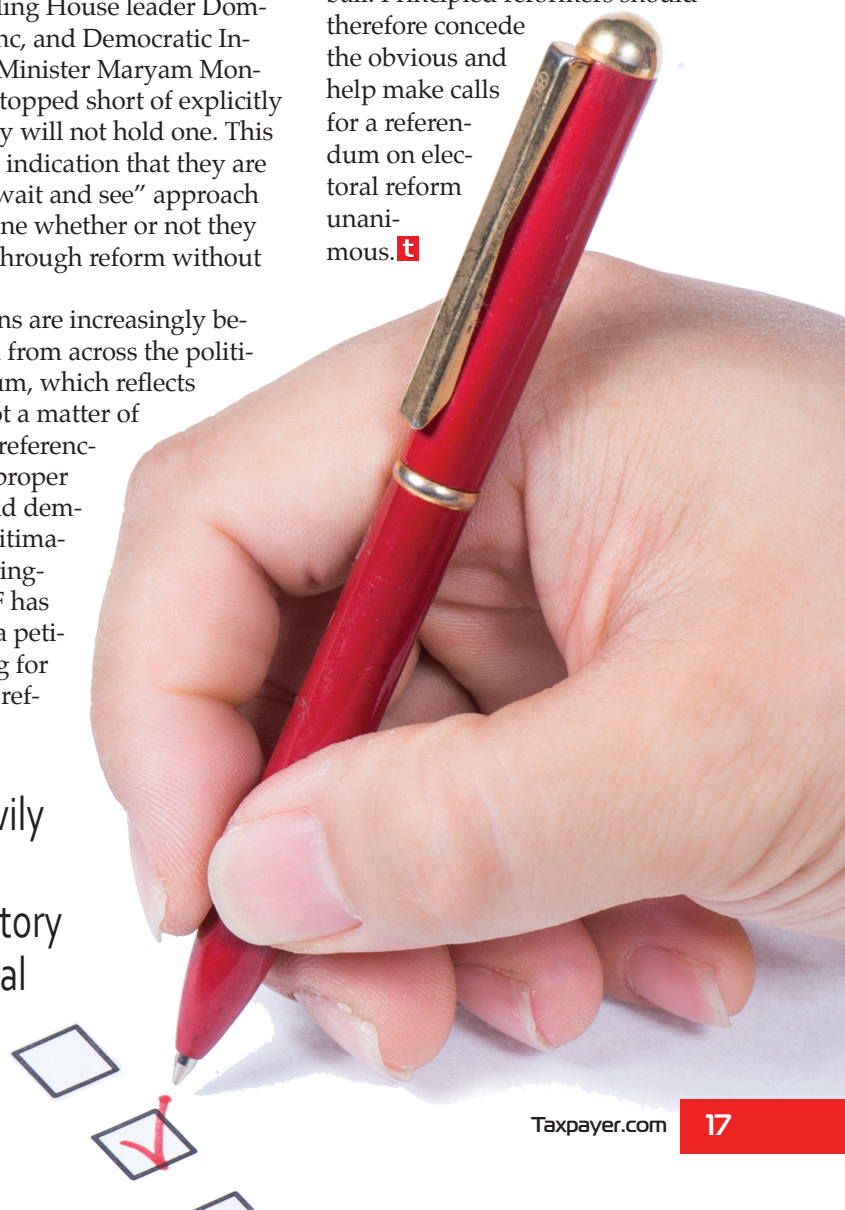 ling House leader Dom-
nc, and Democratic In-
Minister Maryam Mon-
topped short of explicitly
y will not hold one. This
indication that they are
wait and see” approach
ne whether or not they
hrough reform without
ns are increasingly be-
from across the politi-
um, which reflects
ot a matter of
referenc-
proper
nd dem-
itima-
ing-
F has
a peti-
g for
ref-
vily
tory
al
therefore concede
the obvious and
help make calls
for a referen-
dum on elec-
toral reform
unani-
mous. t
Taxpayer.com 17